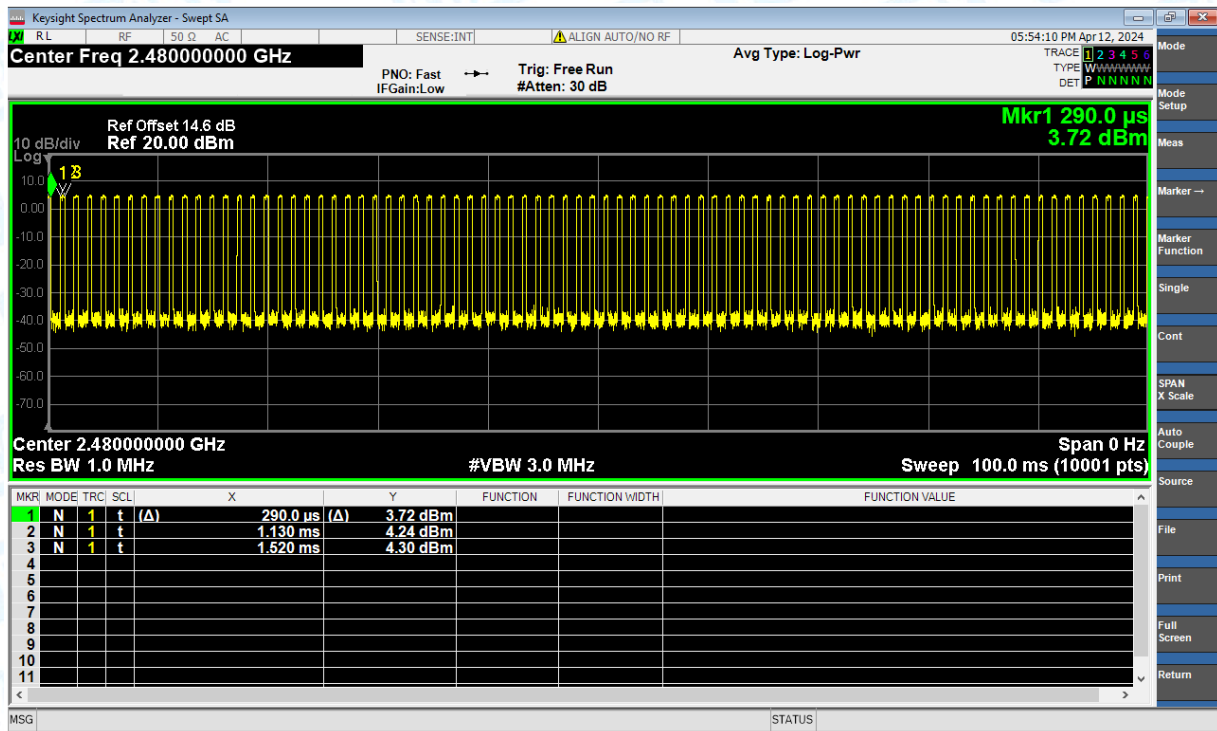 Keysight Spectrum Analyzer - Swept SA
LXI RL RF 50 Ω AC SENSE:INT ALIGN AUTO/NO RF 05:54:10 PM Apr 12, 2024
Center Freq 2.480000000 GHz
Avg Type: Log-Pwr
TRACE 1 2 3 4 5 6
TYPE WWWWWW
DET P N N N N N
PNO: Fast
IFGain:Low
Trig: Free Run
#Atten: 30 dB
Mkr1 290.0 µs
3.72 dBm
Ref Offset 14.6 dB
10 dB/div Ref 20.00 dBm
Log
10.0
0.00
-10.0
-20.0
-30.0
-40.0
-50.0
-60.0
-70.0
Center 2.480000000 GHz Span 0 Hz
Res BW 1.0 MHz #VBW 3.0 MHz Sweep 100.0 ms (10001 pts)
MKR MODE TRC SCL X Y FUNCTION FUNCTION WIDTH FUNCTION VALUE
1 N 1 t (Δ) 290.0 µs (Δ) 3.72 dBm
2 N 1 t 1.130 ms 4.24 dBm
3 N 1 t 1.520 ms 4.30 dBm
4
5
6
7
8
9
10
11
MSG STATUS
Mode
Mode
Setup
Meas
Marker →
Marker
Function
Single
Cont
SPAN
X Scale
Auto
Couple
Source
File
Print
Full
Screen
Return